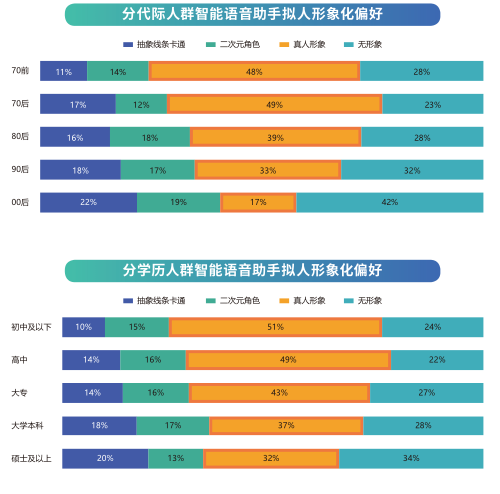 分代际人群智能语音助手拟人形象化偏好
抽象线条卡通 二次元角色 真人形象 无形象
70前 11% 14% 48% 28%
70后 17% 12% 49% 23%
80后 16% 18% 39% 28%
90后 18% 17% 33% 32%
00后 22% 19% 17% 42%
分学历人群智能语音助手拟人形象化偏好
抽象线条卡通 二次元角色 真人形象 无形象
初中及以下 10% 15% 51% 24%
高中 14% 16% 49% 22%
大专 14% 16% 43% 27%
大学本科 18% 17% 37% 28%
硕士及以上 20% 13% 32% 34%